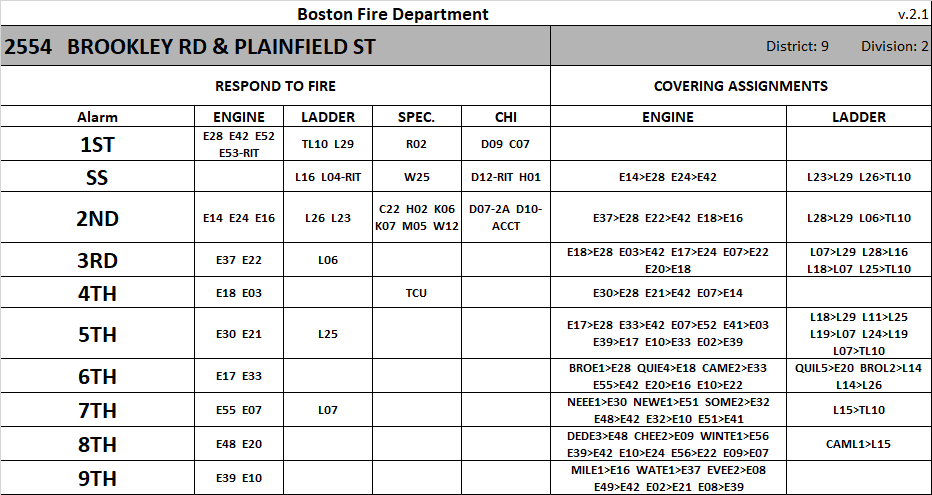 Boston Fire Department v.2.1
2554 BROOKLEY RD & PLAINFIELD ST District: 9 Division: 2
RESPOND TO FIRE COVERING ASSIGNMENTS
Alarm ENGINE LADDER SPEC. CHI ENGINE LADDER
1ST
E28 E42 E52
E53-RIT
TL10 L29
R02
D09 C07
SS
L16 L04-RIT
W25
D12-RIT H01
E14>E28 E24>E42
L23>L29 L26>TL10
2ND
E14 E24 E16
L26 L23
C22 H02 K06
K07 M05 W12
D07-2A D10-
ACCT
E37>E28 E22>E42 E18>E16
L28>L29 L06>TL10
3RD
E37 E22
L06
E18>E28 E03>E42 E17>E24 E07>E22
E20>E18
L07>L29 L28>L16
L18>L07 L25>TL10
4TH
E18 E03
TCU
E30>E28 E21>E42 E07>E14
5TH
E30 E21
L25
E17>E28 E33>E42 E07>E52 E41>E03
E39>E17 E10>E33 E02>E39
L18>L29 L11>L25
L19>L07 L24>L19
L07>TL10
6TH
E17 E33
BROE1>E28 QUIE4>E18 CAME2>E33
E55>E42 E20>E16 E10>E22
QUIL5>E20 BROL2>L14
L14>L26
7TH
E55 E07
L07
NEEE1>E30 NEWE1>E51 SOME2>E32
E48>E42 E32>E10 E51>E41
L15>TL10
8TH
E48 E20
DEDE3>E48 CHEE2>E09 WINTE1>E56
E39>E42 E10>E24 E56>E22 E09>E07
CAML1>L15
9TH
E39 E10
MILE1>E16 WATE1>E37 EVEE2>E08
E49>E42 E02>E21 E08>E39